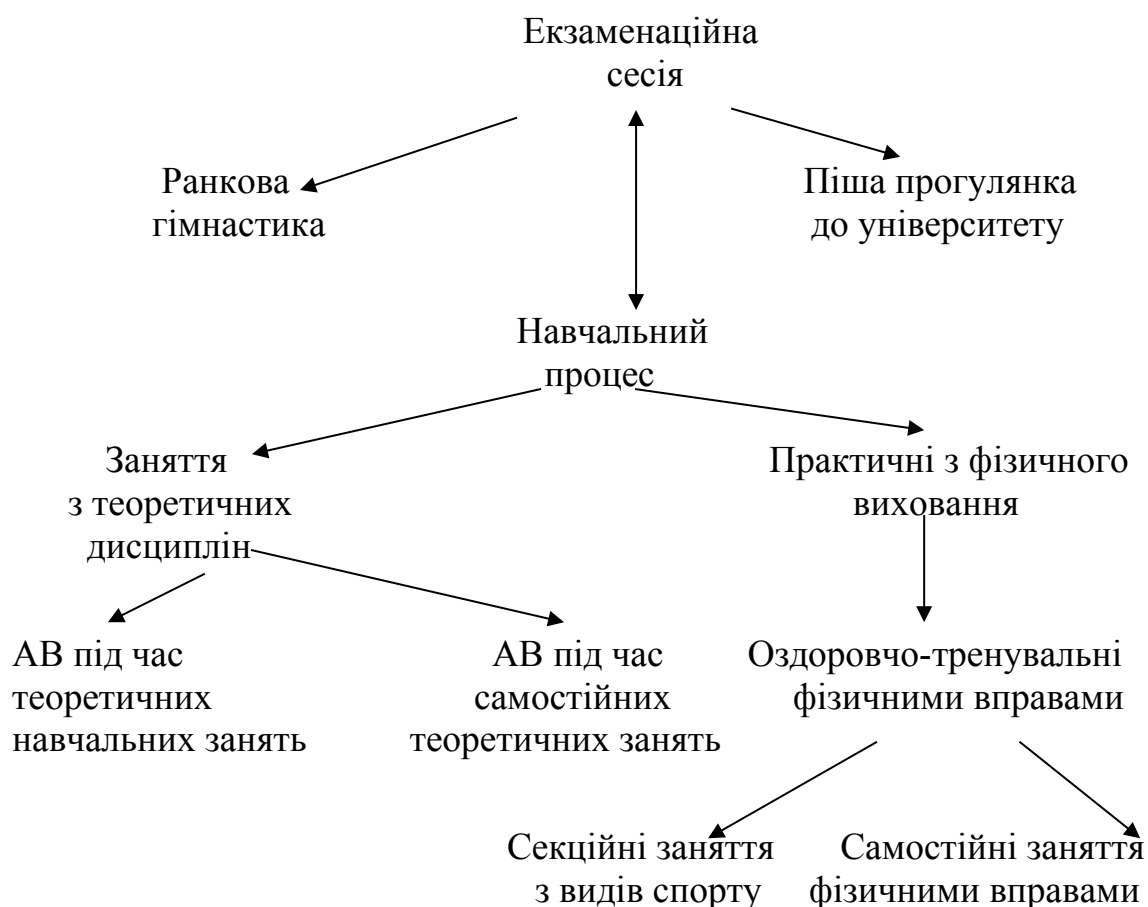 Екзаменаційна
сесія
Ранкова
гімнастика
Піша прогулянка
до університету
Навчальний
процес
Заняття
з теоретичних
дисциплін
Практичні з фізичного
виховання
АВ під час
теоретичних
навчальних занять
АВ під час
самостійних
теоретичних занять
Оздоровчо-тренувальні
фізичними вправами
Секційні заняття
з видів спорту
Самостійні заняття
фізичними вправами